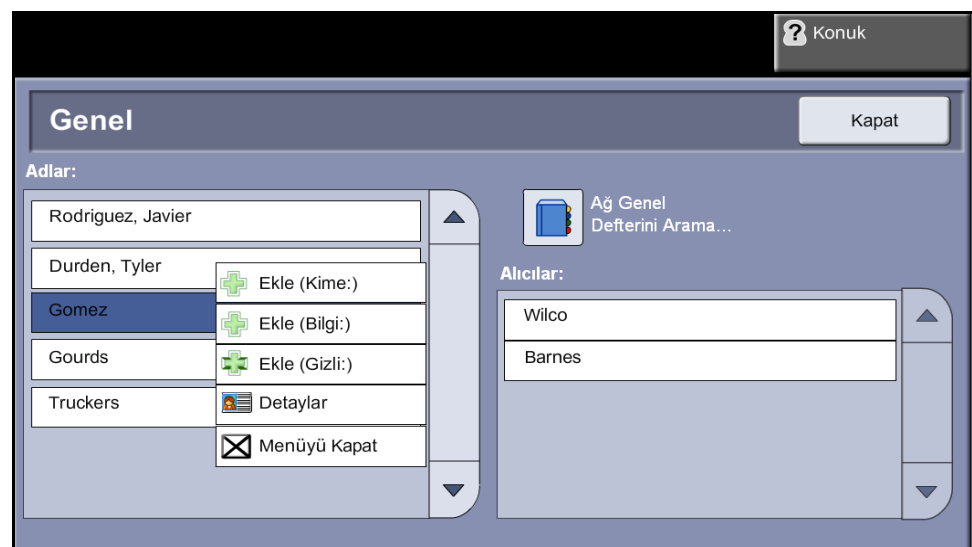 ? Konuk
Genel
Kapat
Adlar:
Rodriguez, Javier
Durden, Tyler
Gomez
Gourds
Truckers
Ekle (Kime:)
Ekle (Bilgi:)
Ekle (Gizli:)
Detaylar
Menüyü Kapat
Ağ Genel
Defterini Arama...
Alıcılar:
Wilco
Barnes